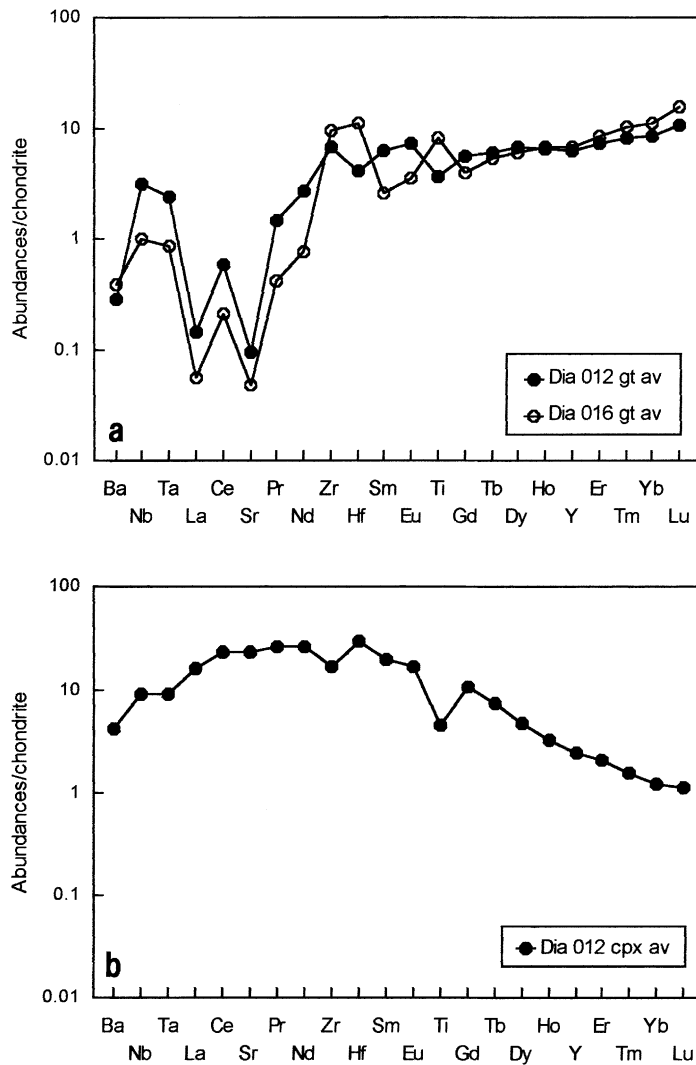 100
10
1
0.1
0.01
Abundances/chondrite
a
Dia 012 gt av
Dia 016 gt av
Ba Ta Ce Pr Zr Sm Ti Tb Ho Er Yb
Nb La Sr Nd Hf Eu Gd Dy Y Tm Lu
100
10
1
0.1
0.01
Abundances/chondrite
b
Dia 012 cpx av
Ba Ta Ce Pr Zr Sm Ti Tb Ho Er Yb
Nb La Sr Nd Hf Eu Gd Dy Y Tm Lu